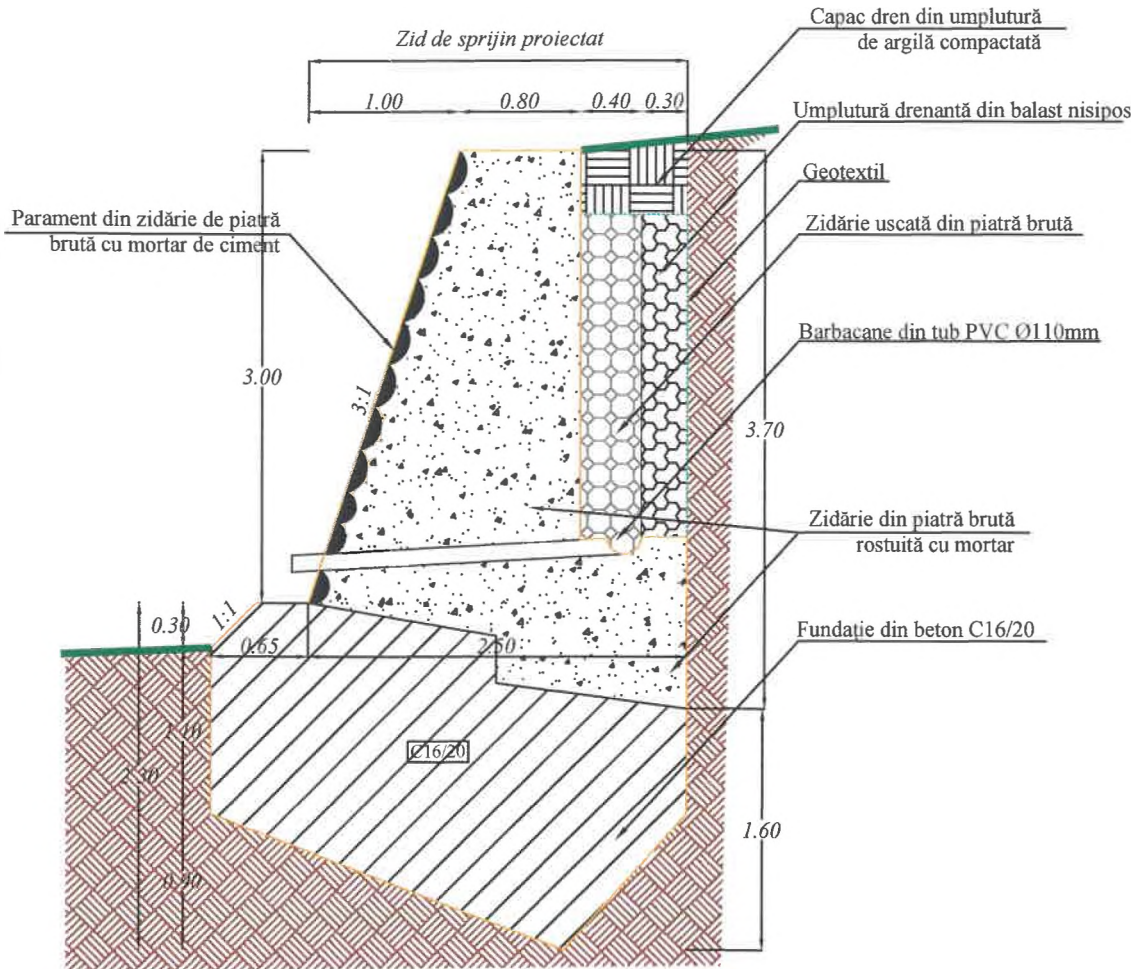 Capac dren din umplutură
de argilă compactată
Zid de sprijin proiectat
1.00
0.80
0.40
0.30
Umplutură drenantă din balast nisipos
Geotextil
Parament din zidărie de piatră
brută cu mortar de ciment
Zidărie uscată din piatră brută
Barbacane din tub PVC Ø110mm
3.00
3:1
3.70
Zidărie din piatră brută
rostuită cu mortar
1:1
0.30
0.65
2.50
Fundație din beton C16/20
1.10
C16/20
2.30
1.60
0.90